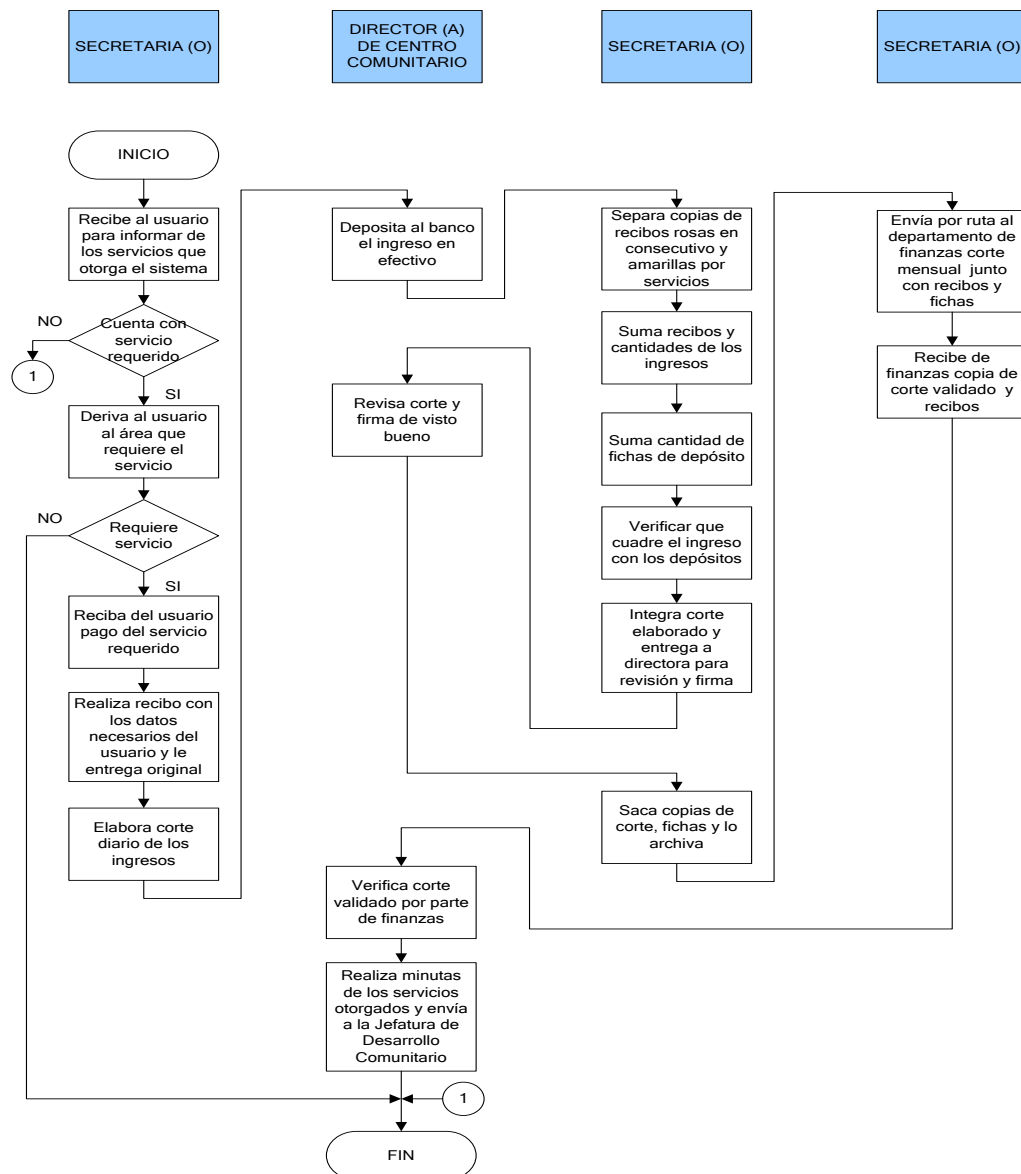 SECRETARIA (O)
DIRECTOR (A)
DE CENTRO
COMUNITARIO
SECRETARIA (O)
SECRETARIA (O)
INICIO
Recibe al usuario
para informar de
los servicios que
otorga el sistema
NO
Cuenta con
servicio
requerido
1
SI
Deriva al usuario
al área que
requiere el
servicio
NO
Requiere
servicio
SI
Reciba del usuario
pago del servicio
requerido
Realiza recibo con
los datos
necesarios del
usuario y le
entrega original
Elabora corte
diario de los
ingresos
Deposita al banco
el ingreso en
efectivo
Separa copias de
recibos rosas en
consecutivo y
amarillas por
servicios
Suma recibos y
cantidades de los
ingresos
Suma cantidad de
fichas de depósito
Verificar que
cuadre el ingreso
con los depósitos
Integra corte
elaborado y
entrega a
directora para
revisión y firma
Revisa corte y
firma de visto
bueno
Saca copias de
corte, fichas y lo
archiva
Envía por ruta al
departamento de
finanzas corte
mensual junto
con recibos y
fichas
Recibe de
finanzas copia de
corte validado y
recibos
Verifica corte
validado por parte
de finanzas
Realiza minutas
de los servicios
otorgados y envía
a la Jefatura de
Desarrollo
Comunitario
1
FIN